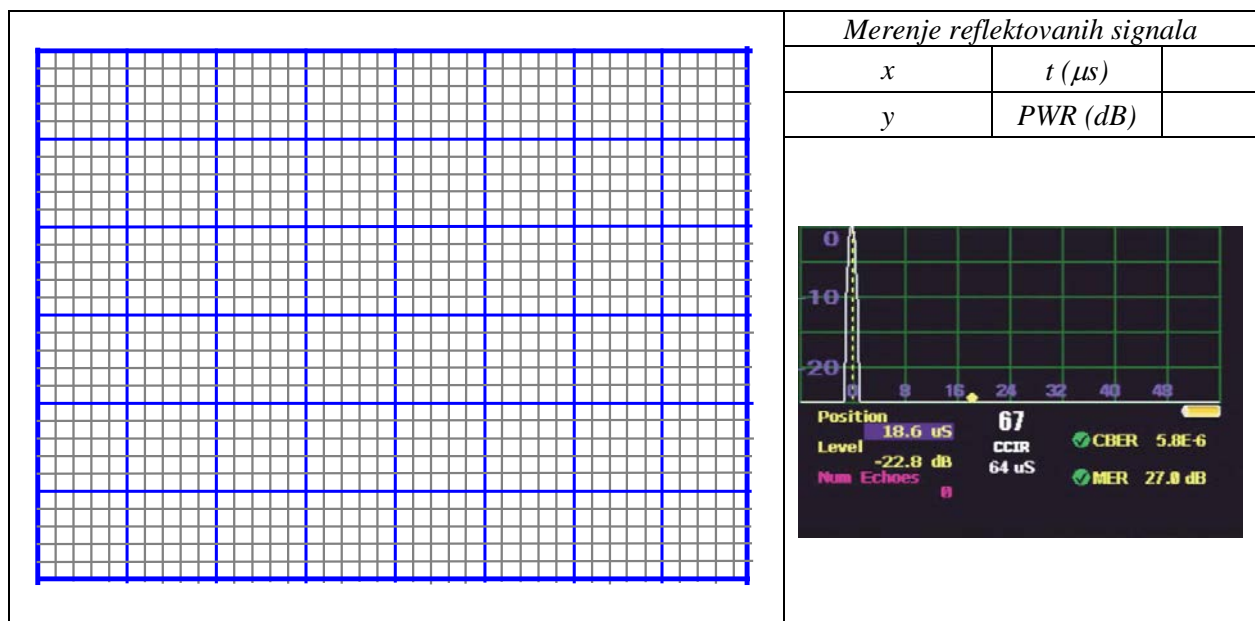 Merenje reflektovanih signala
x t (μs)
y PWR (dB)
0
-10
-20
0 8 16 24 32 40 48
Position
18.6 uS
Level
-22.8 dB
Num Echoes
0
67
CCIR
64 uS
CBER 5.8E-6
MER 27.0 dB